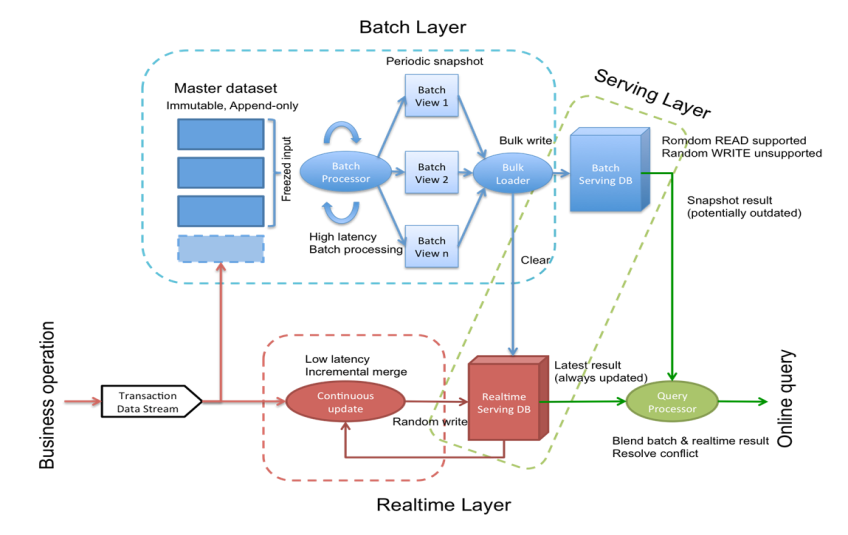 Batch Layer
Periodic snapshot
Master dataset
Immutable, Append-only
Freezed input
Batch
Processor
High latency
Batch processing
Batch
View 1
Batch
View 2
Batch
View n
Bulk write
Bulk
Loader
Clear
Serving Layer
Batch
Serving DB
Romdom READ supported
Random WRITE unsupported
Snapshot result
(potentially outdated)
Business operation
Transaction
Data Stream
Low latency
Incremental merge
Continuous
update
Random write
Realtime
Serving DB
Latest result
(always updated)
Query
Processor
Blend batch & realtime result
Resolve conflict
Online query
Realtime Layer